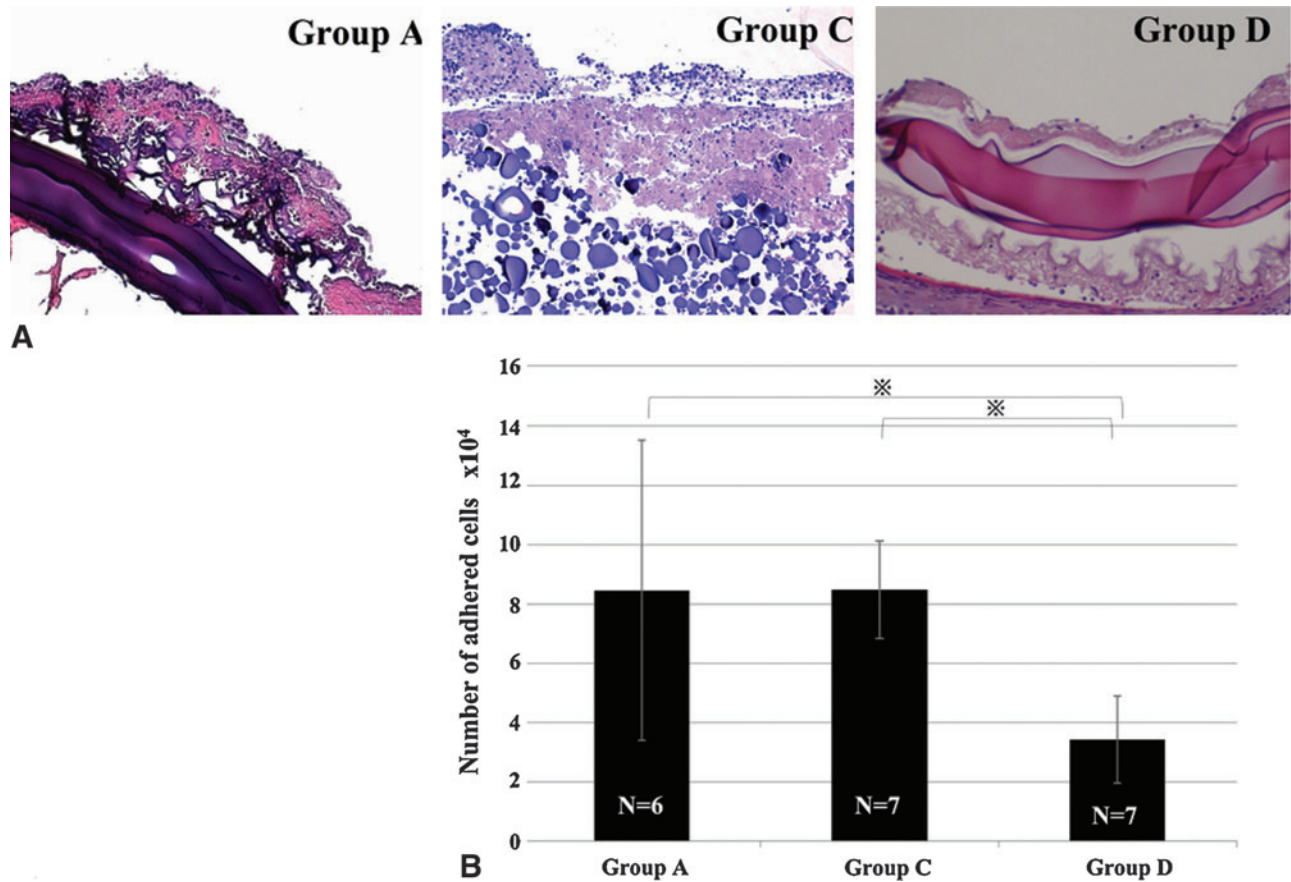 Group A
Group C
Group D
A
16
14
12
10
8
6
4
2
0
Number of adhered cells x10⁴
※
※
N=6
N=7
N=7
B
Group A
Group C
Group D